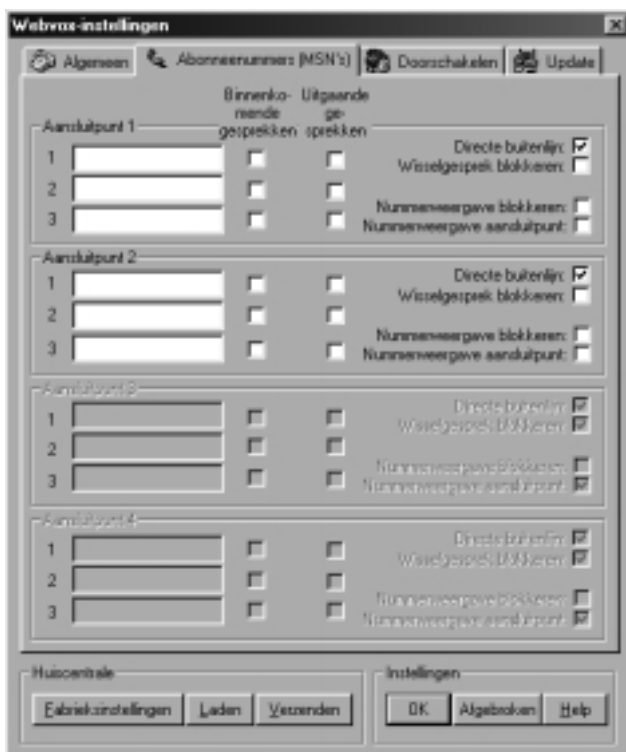 Webvox-instellingen
Algemeen Abonneenummers (MSN's) Doorschakelen Update
Binnenko-mende gesprekken Uitgaande ge-sprekken
Aansluitpunt 1
1 Directe buitenlijn:
Wisselgesprek blokkeren:
2
Nummerweergave blokkeren:
3 Nummerweergave aansluitpunt:
Aansluitpunt 2
1 Directe buitenlijn:
Wisselgesprek blokkeren:
2
Nummerweergave blokkeren:
3 Nummerweergave aansluitpunt:
Aansluitpunt 3
1 Directe buitenlijn:
Wisselgesprek blokkeren:
2
Nummerweergave blokkeren:
3 Nummerweergave aansluitpunt:
Aansluitpunt 4
1 Directe buitenlijn:
Wisselgesprek blokkeren:
2
Nummerweergave blokkeren:
3 Nummerweergave aansluitpunt:
Huiscentrale Instellingen
Fabrieksinstellingen Laden Verzenden OK Algebroken Help